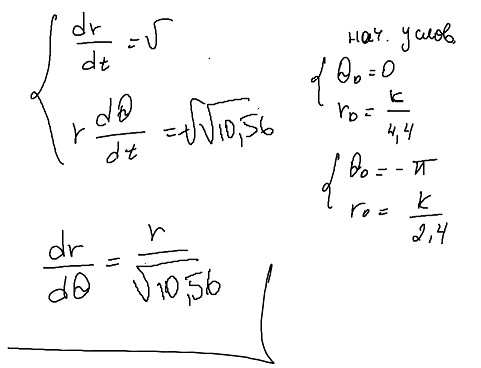 dr/dt = v
r dθ/dt = v√10,56
dr/dθ = r/√10,56
нач. услов.
θ₀ = 0
r₀ = k/4,4
θ₀ = -π
r₀ = k/2,4